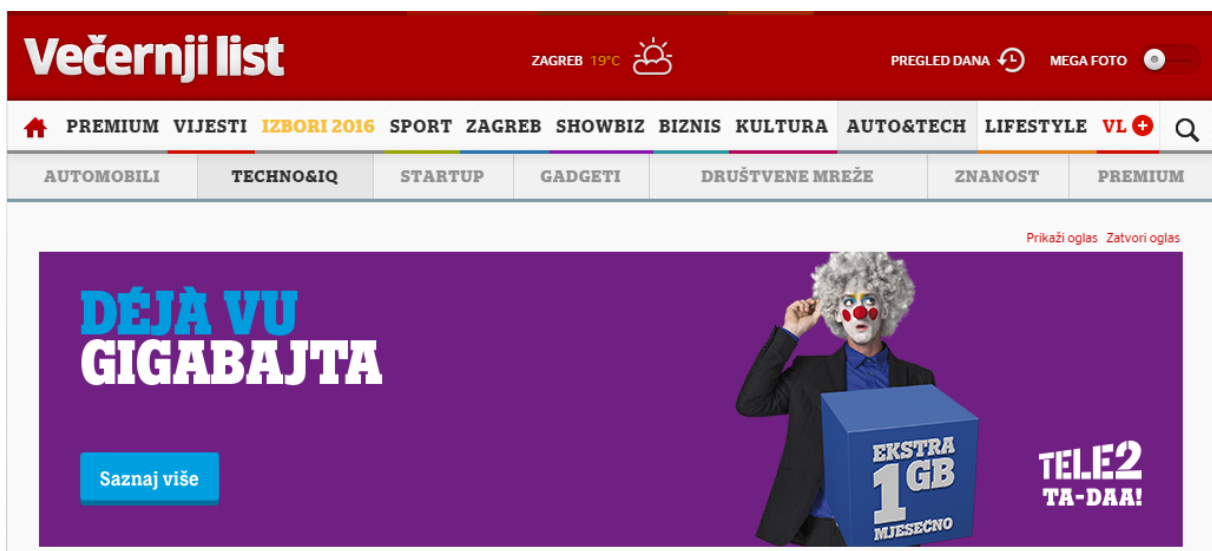 Večernji list
ZAGREB 19°C
PREGLED DANA
MEGA FOTO
PREMIUM VIJESTI IZBORI 2016 SPORT ZAGREB SHOWBIZ BIZNIS KULTURA AUTO&TECH LIFESTYLE VL +
AUTOMOBILI TECHNO&IQ STARTUP GADGETI DRUŠTVENE MREŽE ZNANOST PREMIUM
Prikaži oglas Zatvori oglas
DÉJÀ VU
GIGABAJTA
Saznaj više
EKSTRA
1 GB
MJESEČNO
TELE2
TA-DAA!